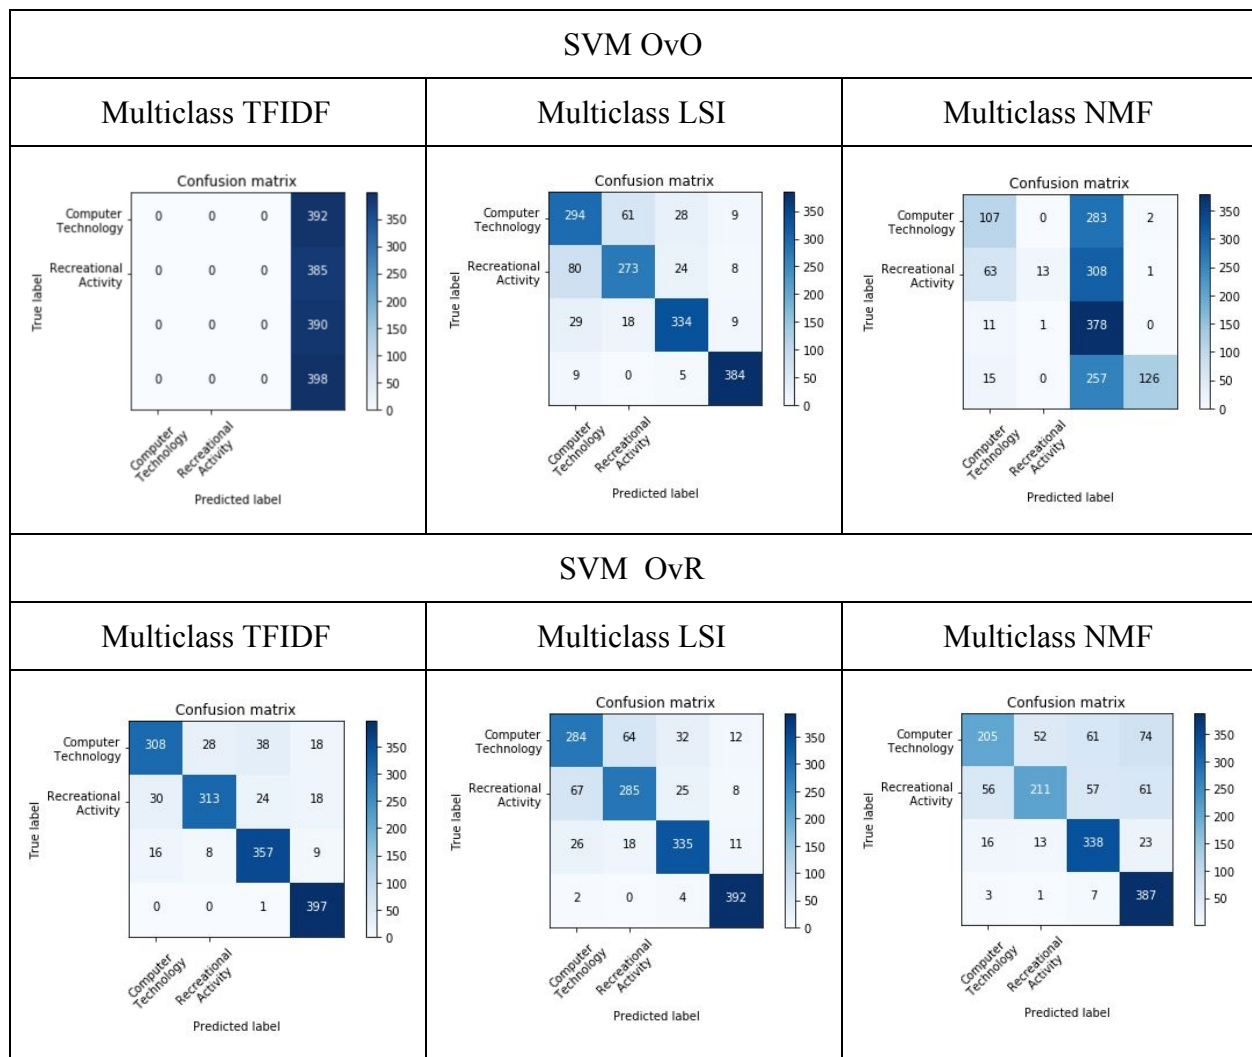 SVM OvO
Multiclass TFIDF
Multiclass LSI
Multiclass NMF
Confusion matrix
Computer
Technology
0 0 0 392
350
300
Recreational
Activity
0 0 0 385
250
200
True label
0 0 0 390
150
100
0 0 0 398
50
0
Computer
Technology
Recreational
Activity
Predicted label
Confusion matrix
Computer
Technology
294 61 28 9
350
300
Recreational
Activity
80 273 24 8
250
200
True label
29 18 334 9
150
100
9 0 5 384
50
0
Computer
Technology
Recreational
Activity
Predicted label
Confusion matrix
Computer
Technology
107 0 283 2
350
300
Recreational
Activity
63 13 308 1
250
200
True label
11 1 378 0
150
100
15 0 257 126
50
0
Computer
Technology
Recreational
Activity
Predicted label
SVM OvR
Multiclass TFIDF
Multiclass LSI
Multiclass NMF
Confusion matrix
Computer
Technology
308 28 38 18
350
300
Recreational
Activity
30 313 24 18
250
200
True label
16 8 357 9
150
100
0 0 1 397
50
0
Computer
Technology
Recreational
Activity
Predicted label
Confusion matrix
Computer
Technology
284 64 32 12
350
300
Recreational
Activity
67 285 25 8
250
200
True label
26 18 335 11
150
100
2 0 4 392
50
0
Computer
Technology
Recreational
Activity
Predicted label
Confusion matrix
Computer
Technology
205 52 61 74
350
300
Recreational
Activity
56 211 57 61
250
200
True label
16 13 338 23
150
100
3 1 7 387
50
Computer
Technology
Recreational
Activity
Predicted label